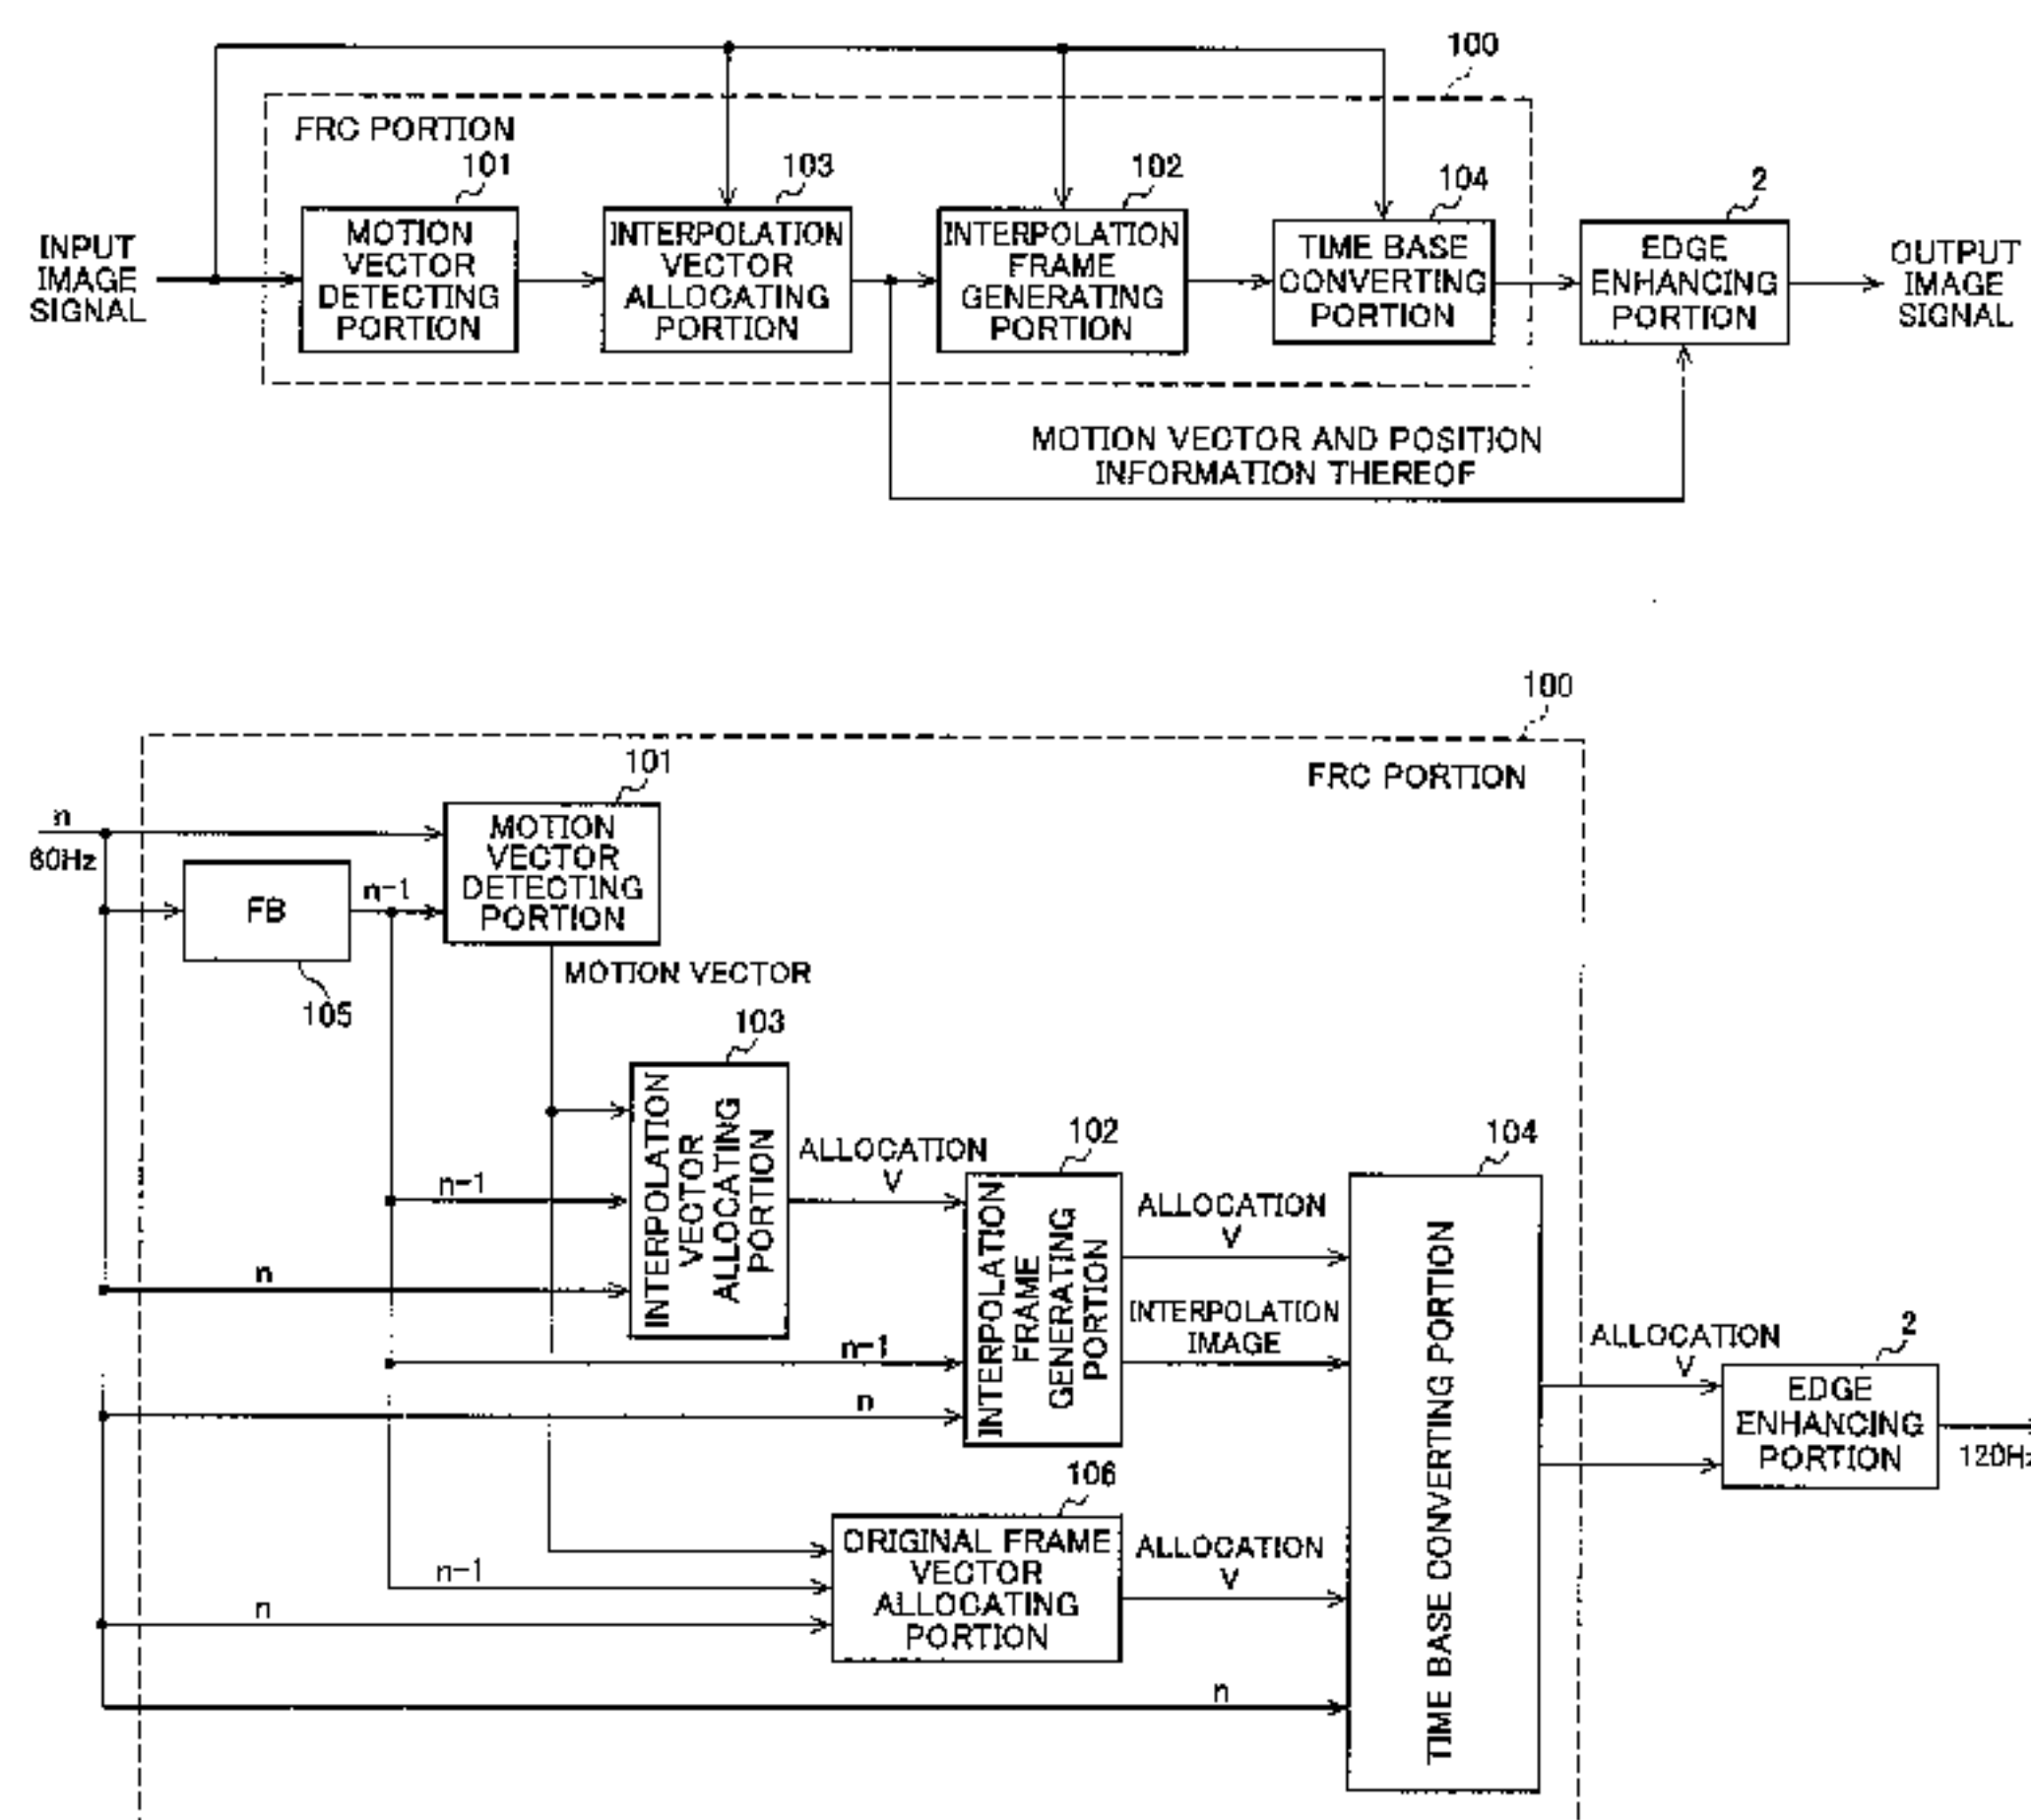 100
FRC PORTION
101
103
102
104
2
INPUT
IMAGE
SIGNAL
MOTION
VECTOR
DETECTING
PORTION
INTERPOLATION
VECTOR
ALLOCATING
PORTION
INTERPOLATION
FRAME
GENERATING
PORTION
TIME BASE
CONVERTING
PORTION
EDGE
ENHANCING
PORTION
OUTPUT
IMAGE
SIGNAL
MOTION VECTOR AND POSITION
INFORMATION THEREOF
100
FRC PORTION
101
n
60Hz
MOTION
VECTOR
DETECTING
PORTION
FB
n-1
105
MOTION VECTOR
103
INTERPOLATION
VECTOR
ALLOCATING
PORTION
n-1
n
ALLOCATION
V
102
INTERPOLATION
FRAME
GENERATING
PORTION
n-1
n
ALLOCATION
V
INTERPOLATION
IMAGE
104
TIME BASE CONVERTING PORTION
ALLOCATION
V
2
EDGE
ENHANCING
PORTION
120Hz
106
ORIGINAL FRAME
VECTOR
ALLOCATING
PORTION
n-1
n
ALLOCATION
V
n